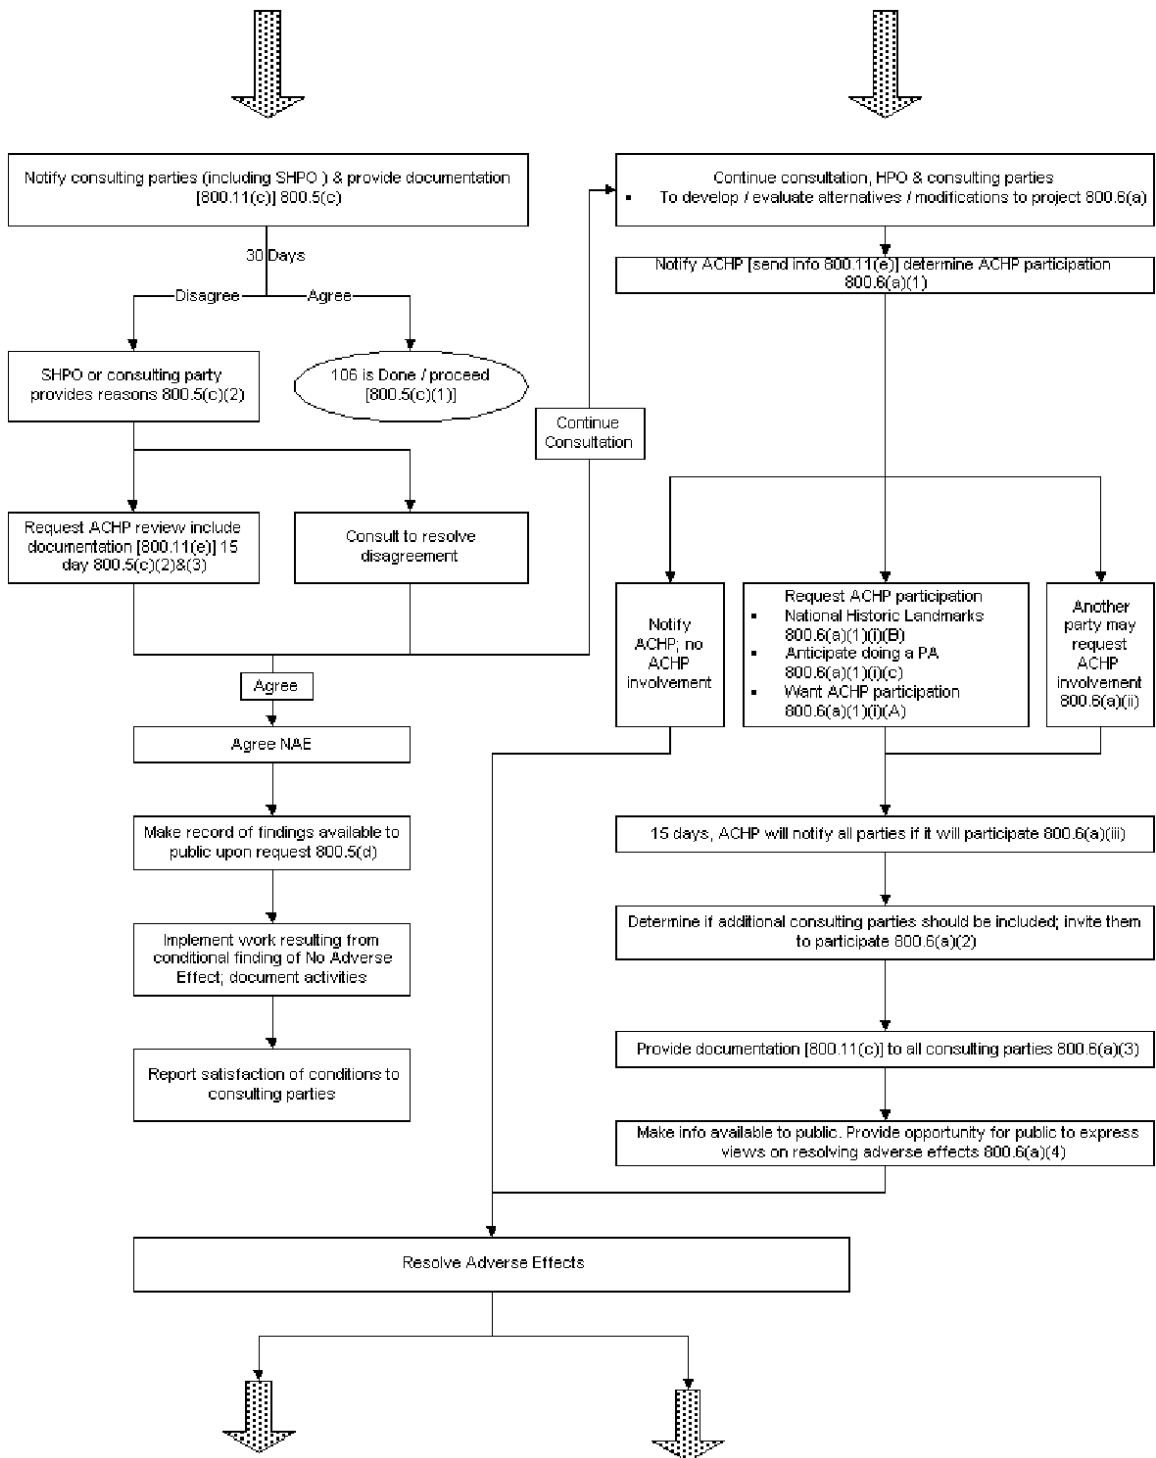 Notify consulting parties (including SHPO ) & provide documentation
[800.11(c)] 800.5(c)
30 Days
Disagree
Agree
SHPO or consulting party
provides reasons 800.5(c)(2)
106 is Done / proceed
[800.5(c)(1)]
Request ACHP review include
documentation [800.11(e)] 15
day 800.5(c)(2)&(3)
Consult to resolve
disagreement
Continue
Consultation
Agree
Agree NAE
Make record of findings available to
public upon request 800.5(d)
Implement work resulting from
conditional finding of No Adverse
Effect; document activities
Report satisfaction of conditions to
consulting parties
Continue consultation, HPO & consulting parties
▪ To develop / evaluate alternatives / modifications to project 800.6(a)
Notify ACHP [send info 800.11(e)] determine ACHP participation
800.6(a)(1)
Notify
ACHP; no
ACHP
involvement
Request ACHP participation
▪ National Historic Landmarks
800.6(a)(1)(i)(B)
▪ Anticipate doing a PA
800.6(a)(1)(i)(c)
▪ Want ACHP participation
800.6(a)(1)(i)(A)
Another
party may
request
ACHP
involvement
800.6(a)(ii)
15 days, ACHP will notify all parties if it will participate 800.6(a)(iii)
Determine if additional consulting parties should be included; invite them
to participate 800.6(a)(2)
Provide documentation [800.11(c)] to all consulting parties 800.6(a)(3)
Make info available to public. Provide opportunity for public to express
views on resolving adverse effects 800.6(a)(4)
Resolve Adverse Effects